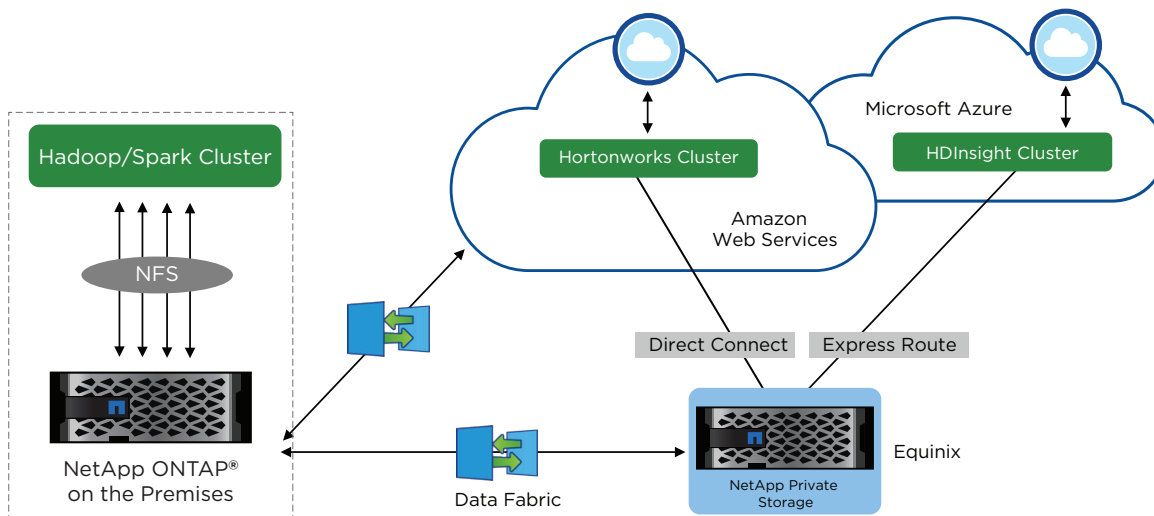 Hadoop/Spark Cluster
NFS
NetApp ONTAP®
on the Premises
Hortonworks Cluster
Amazon
Web Services
Microsoft Azure
HDInsight Cluster
Direct Connect
Express Route
Data Fabric
NetApp Private
Storage
Equinix